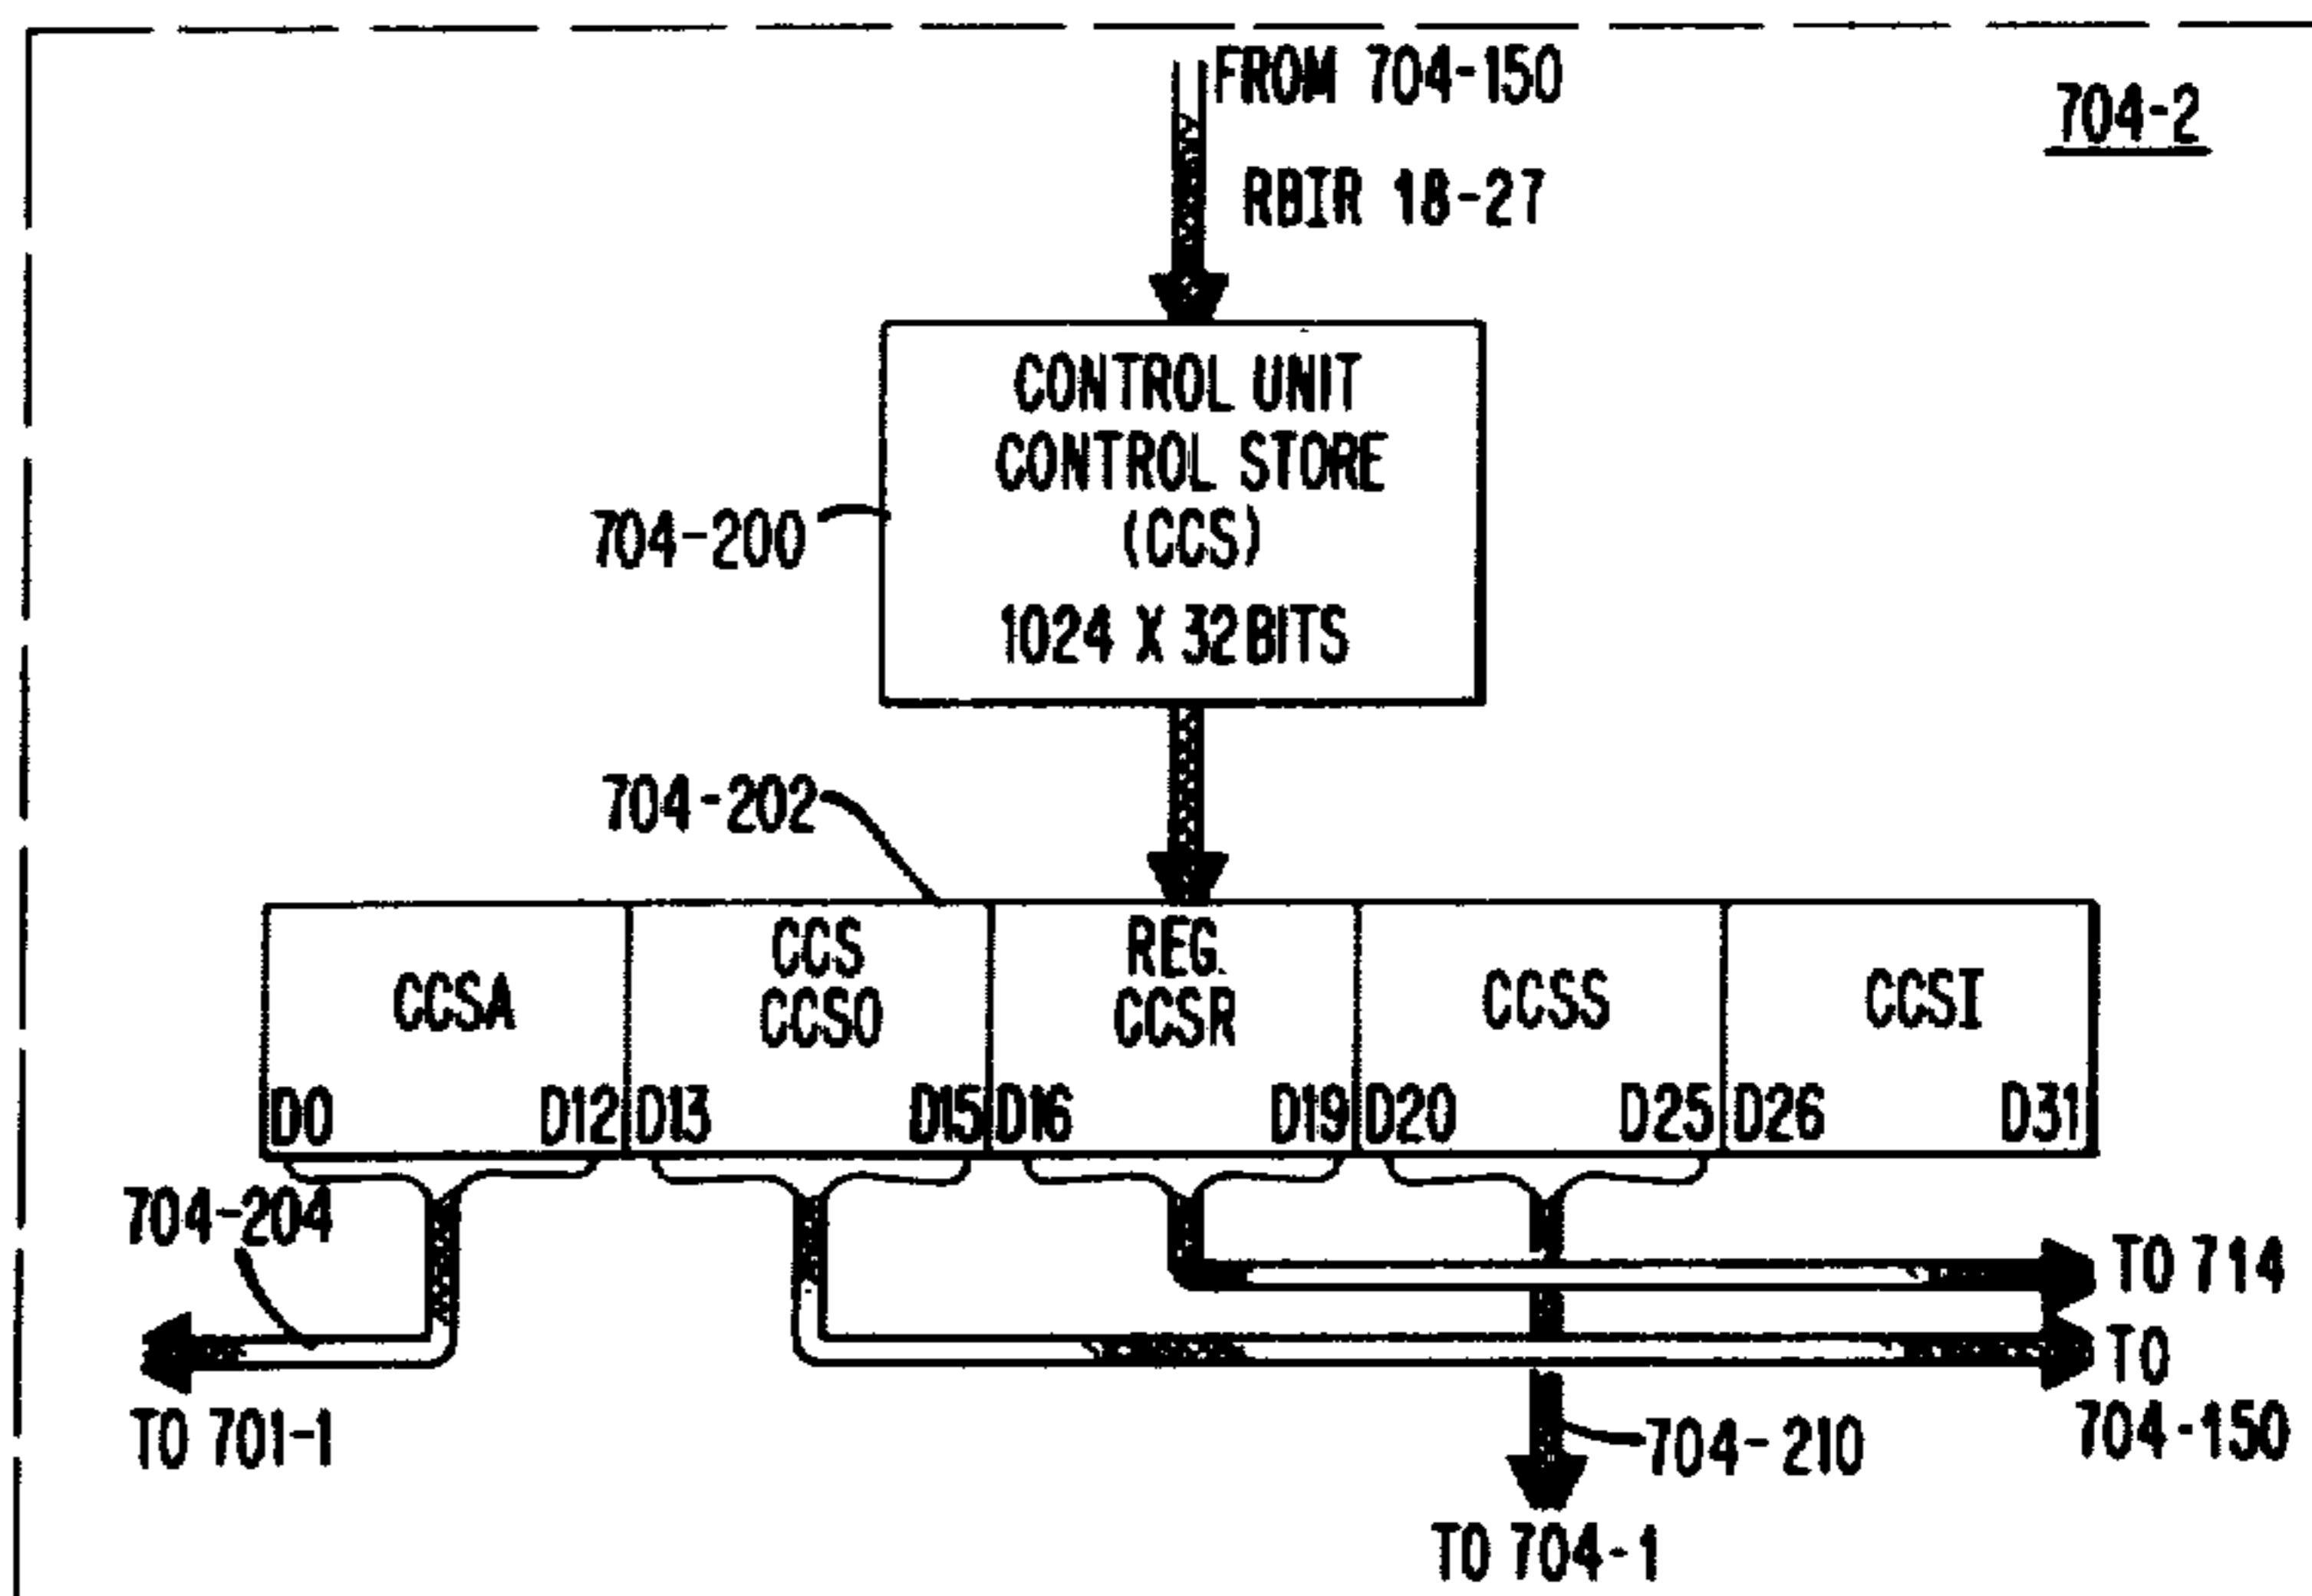 FROM 704-150
704-2
RBIR 18-27
CONTROL UNIT
CONTROL STORE
(CCS)
1024 X 32BITS
704-200
704-202
CCS
REG.
CCSA
CCSO
CCSR
CCSS
CCSI
D0 D12 D13 D15 D16 D19 D20 D25 D26 D31
704-204
TO 714
TO
704-150
TO 701-1
704-210
TO 704-1